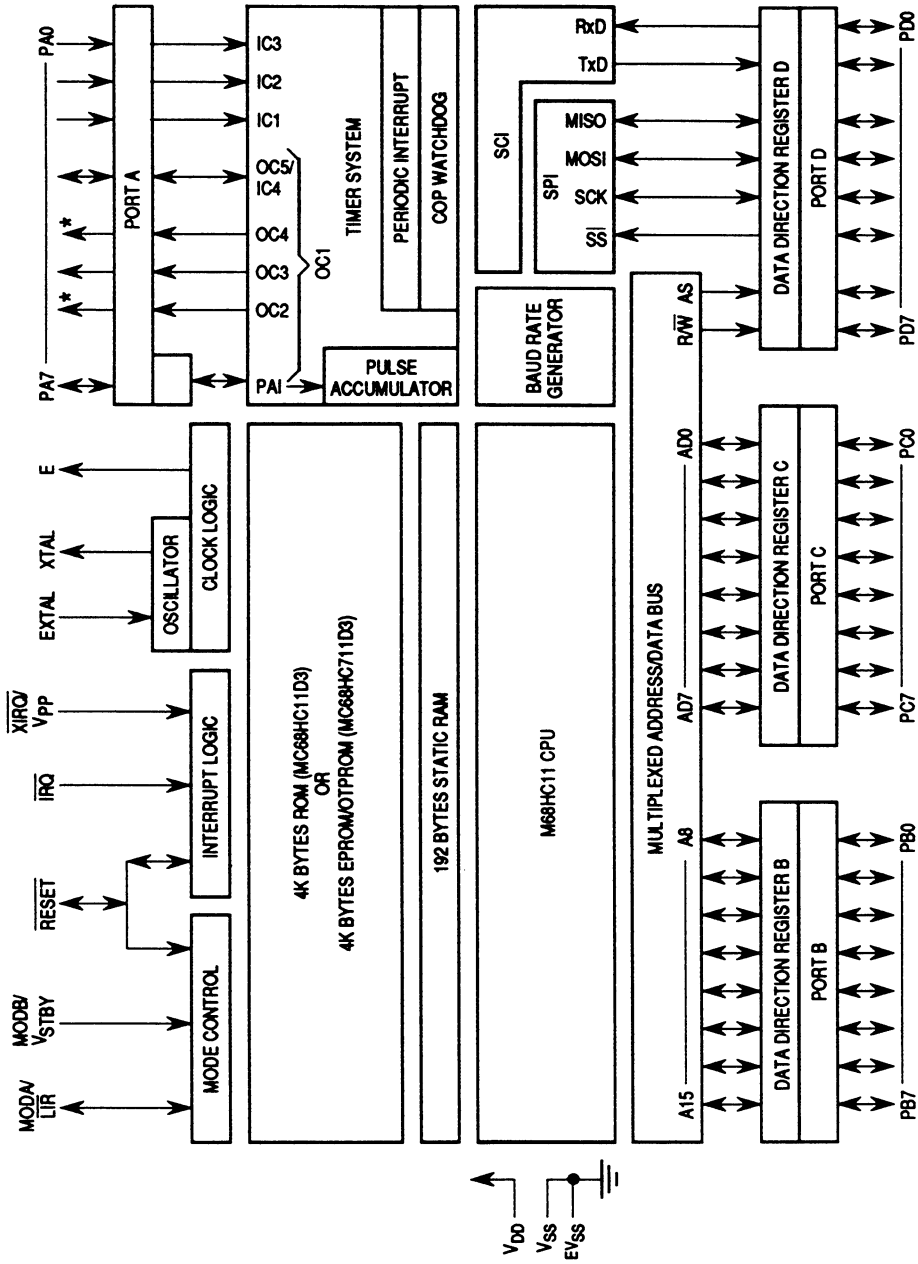 MODA/
LIR
MODB/
VSTBY
RESET
IRQ
XIRQ/
VPP
EXTAL
XTAL
E
PA7
*
*
PA0
MODE CONTROL
INTERRUPT LOGIC
OSCILLATOR
CLOCK LOGIC
PORT A
4K BYTES ROM (MC68HC11D3)
OR
4K BYTES EPROM/OTPROM (MC68HC711D3)
PAI
OC2
OC3
OC4
OC5/
IC4
IC1
IC2
IC3
OC1
TIMER SYSTEM
PULSE
ACCUMULATOR
PERIODIC INTERRUPT
COP WATCHDOG
192 BYTES STATIC RAM
VDD
VSS
EVSS
M68HC11 CPU
BAUD RATE
GENERATOR
SCI
SPI
SS
SCK
MOSI
MISO
TxD
RxD
MULTIPLEXED ADDRESS/DATA BUS
A15
A8
AD7
AD0
R/W
AS
DATA DIRECTION REGISTER B
PORT B
DATA DIRECTION REGISTER C
PORT C
DATA DIRECTION REGISTER D
PORT D
PB7
PB0
PC7
PC0
PD7
PD0